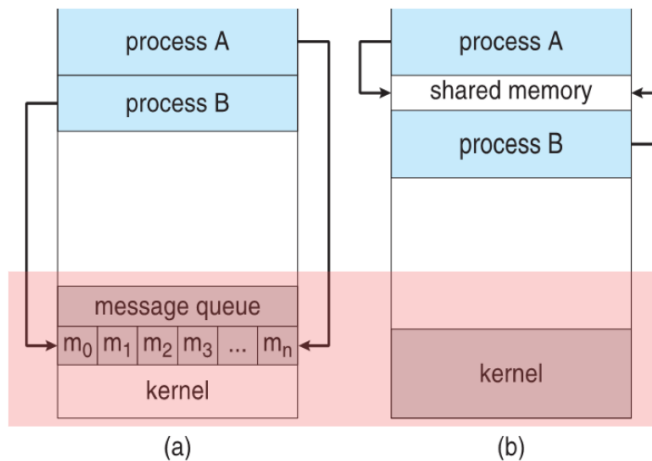 process A
process B
message queue
m0 m1 m2 m3 ... mn
kernel
(a)
process A
shared memory
process B
kernel
(b)